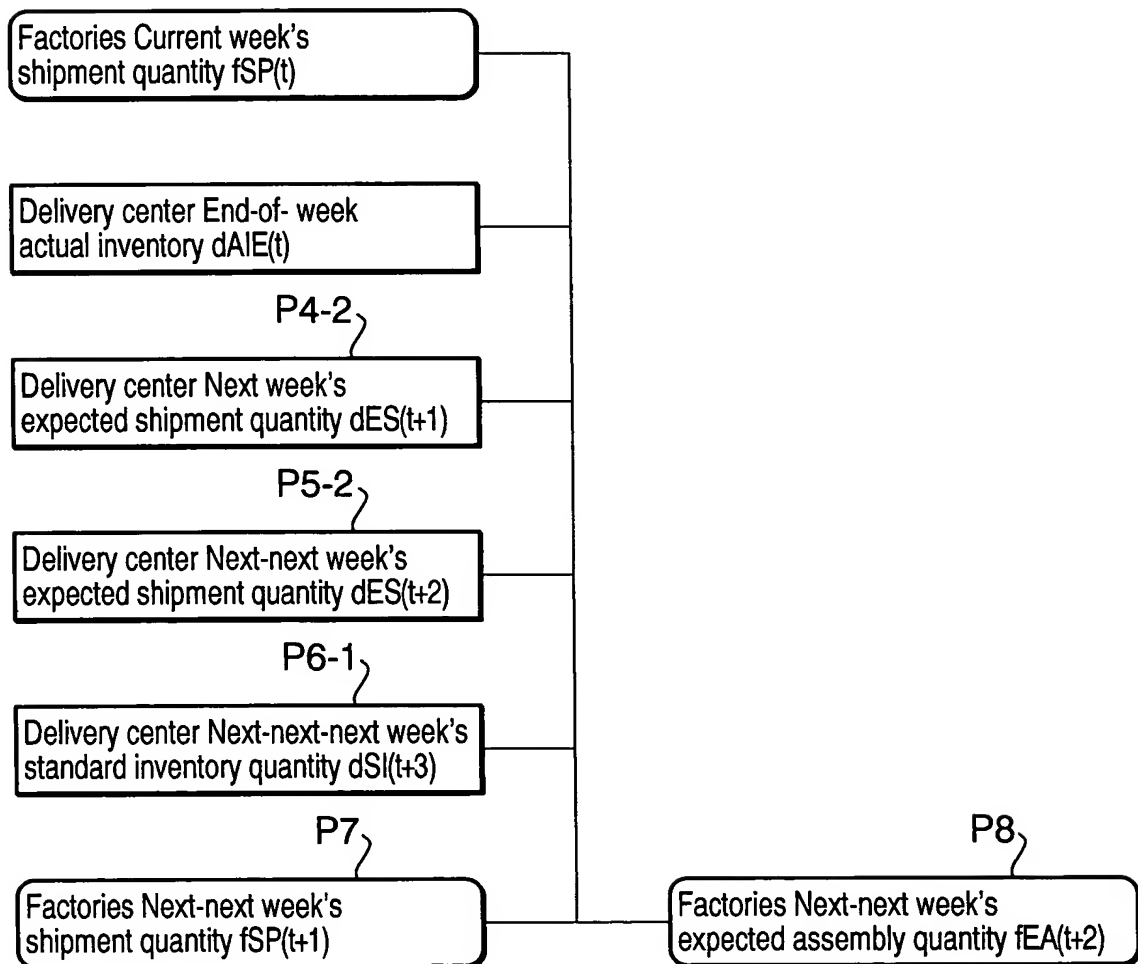 Factories Current week's
shipment quantity fSP(t)
Delivery center End-of- week
actual inventory dAIE(t)
P4-2
Delivery center Next week's
expected shipment quantity dES(t+1)
P5-2
Delivery center Next-next week's
expected shipment quantity dES(t+2)
P6-1
Delivery center Next-next-next week's
standard inventory quantity dSI(t+3)
P7
Factories Next-next week's
shipment quantity fSP(t+1)
P8
Factories Next-next week's
expected assembly quantity fEA(t+2)